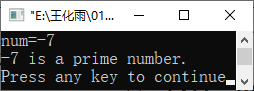 "E:\王化雨\01...
num=-7
-7 is a prime number.
Press any key to continue